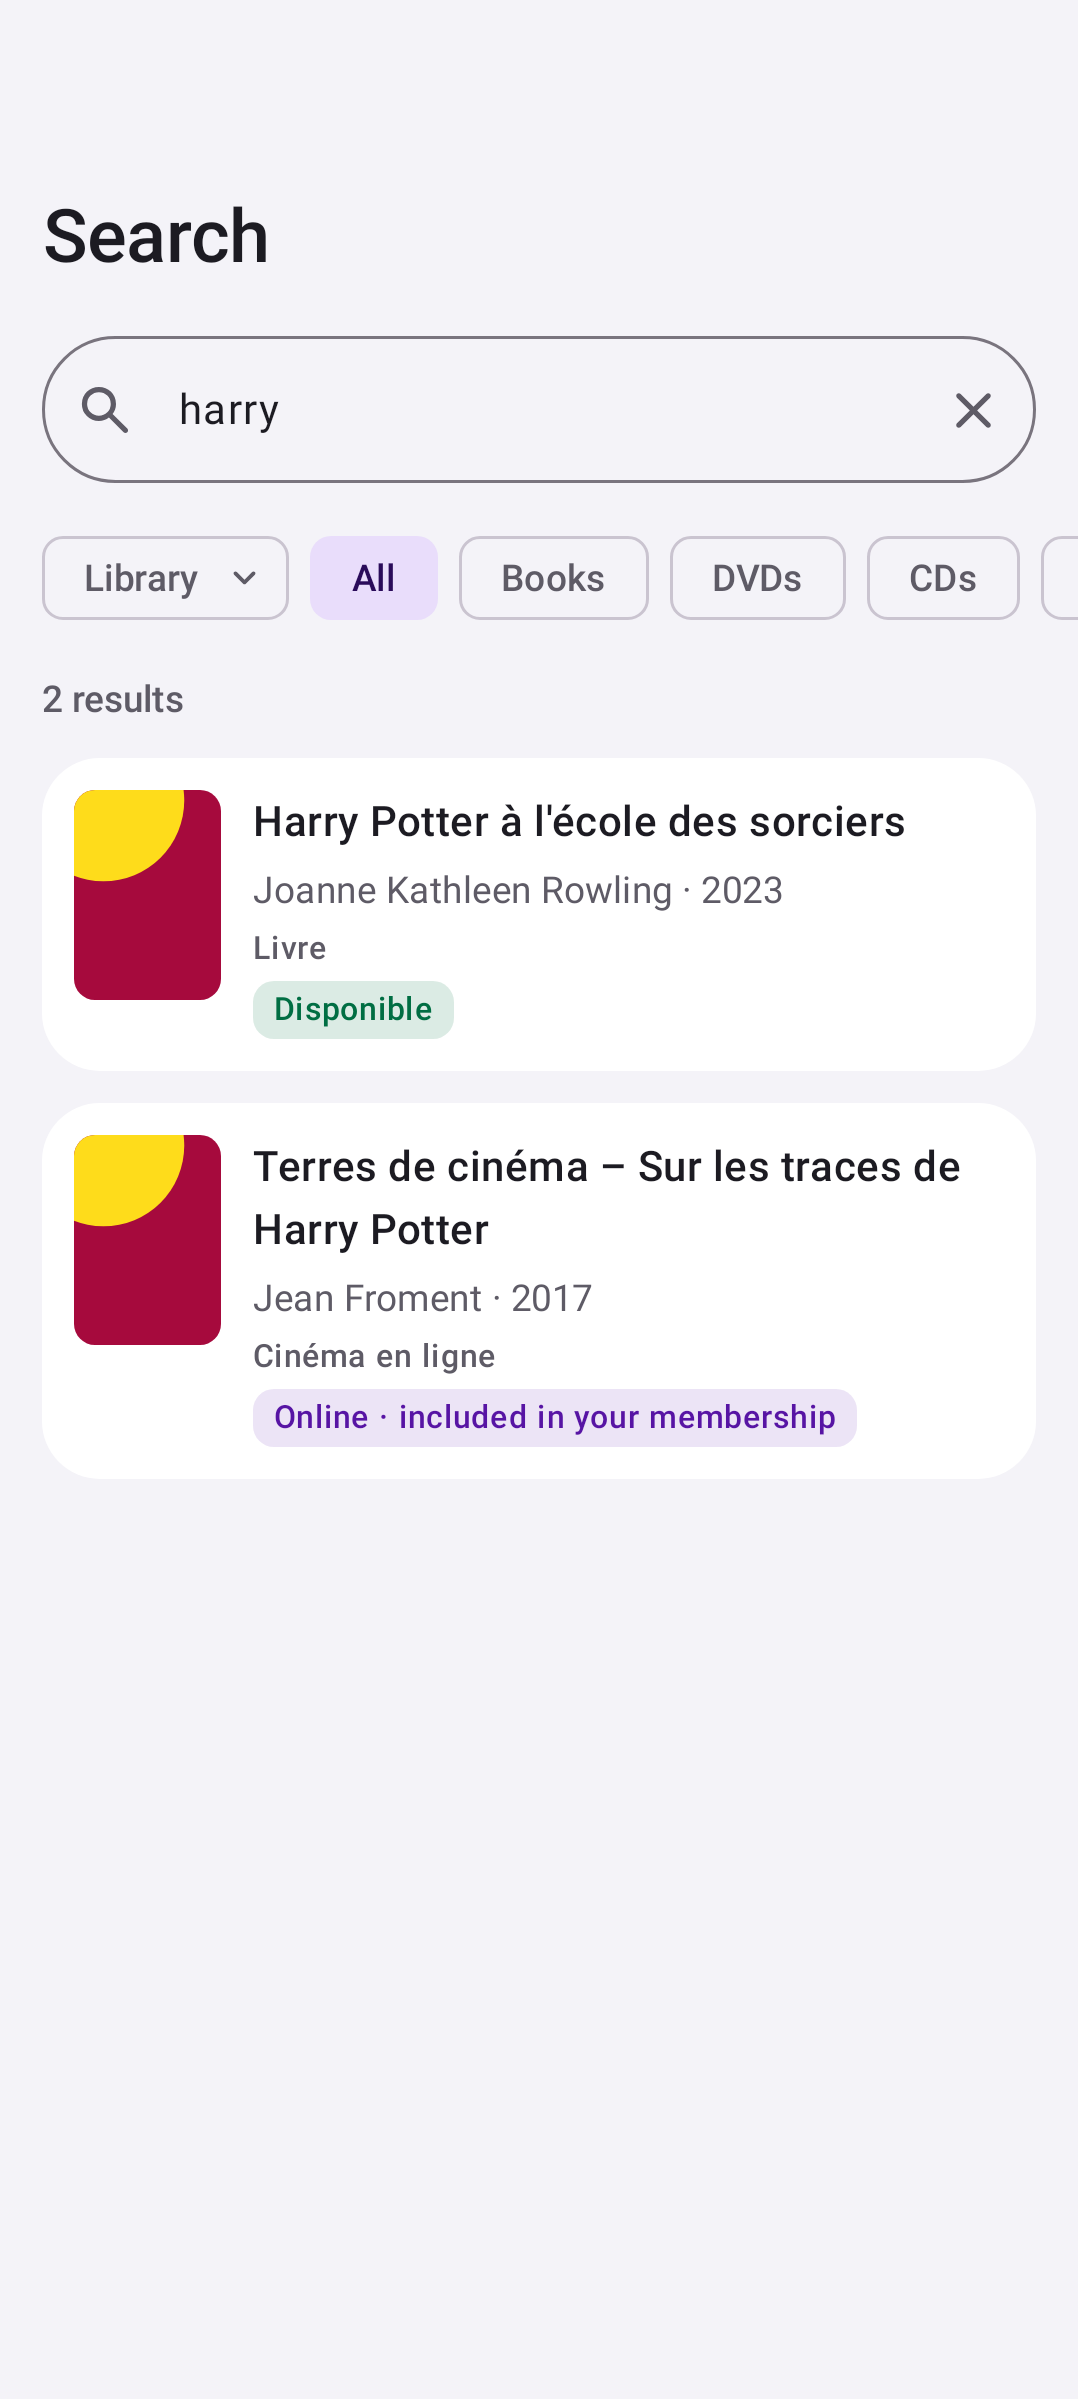 Search
harry
Library
All
Books
DVDs
CDs
2 results
Harry Potter à l'école des sorciers
Joanne Kathleen Rowling · 2023
Livre
Disponible
Terres de cinéma – Sur les traces de
Harry Potter
Jean Froment · 2017
Cinéma en ligne
Online · included in your membership